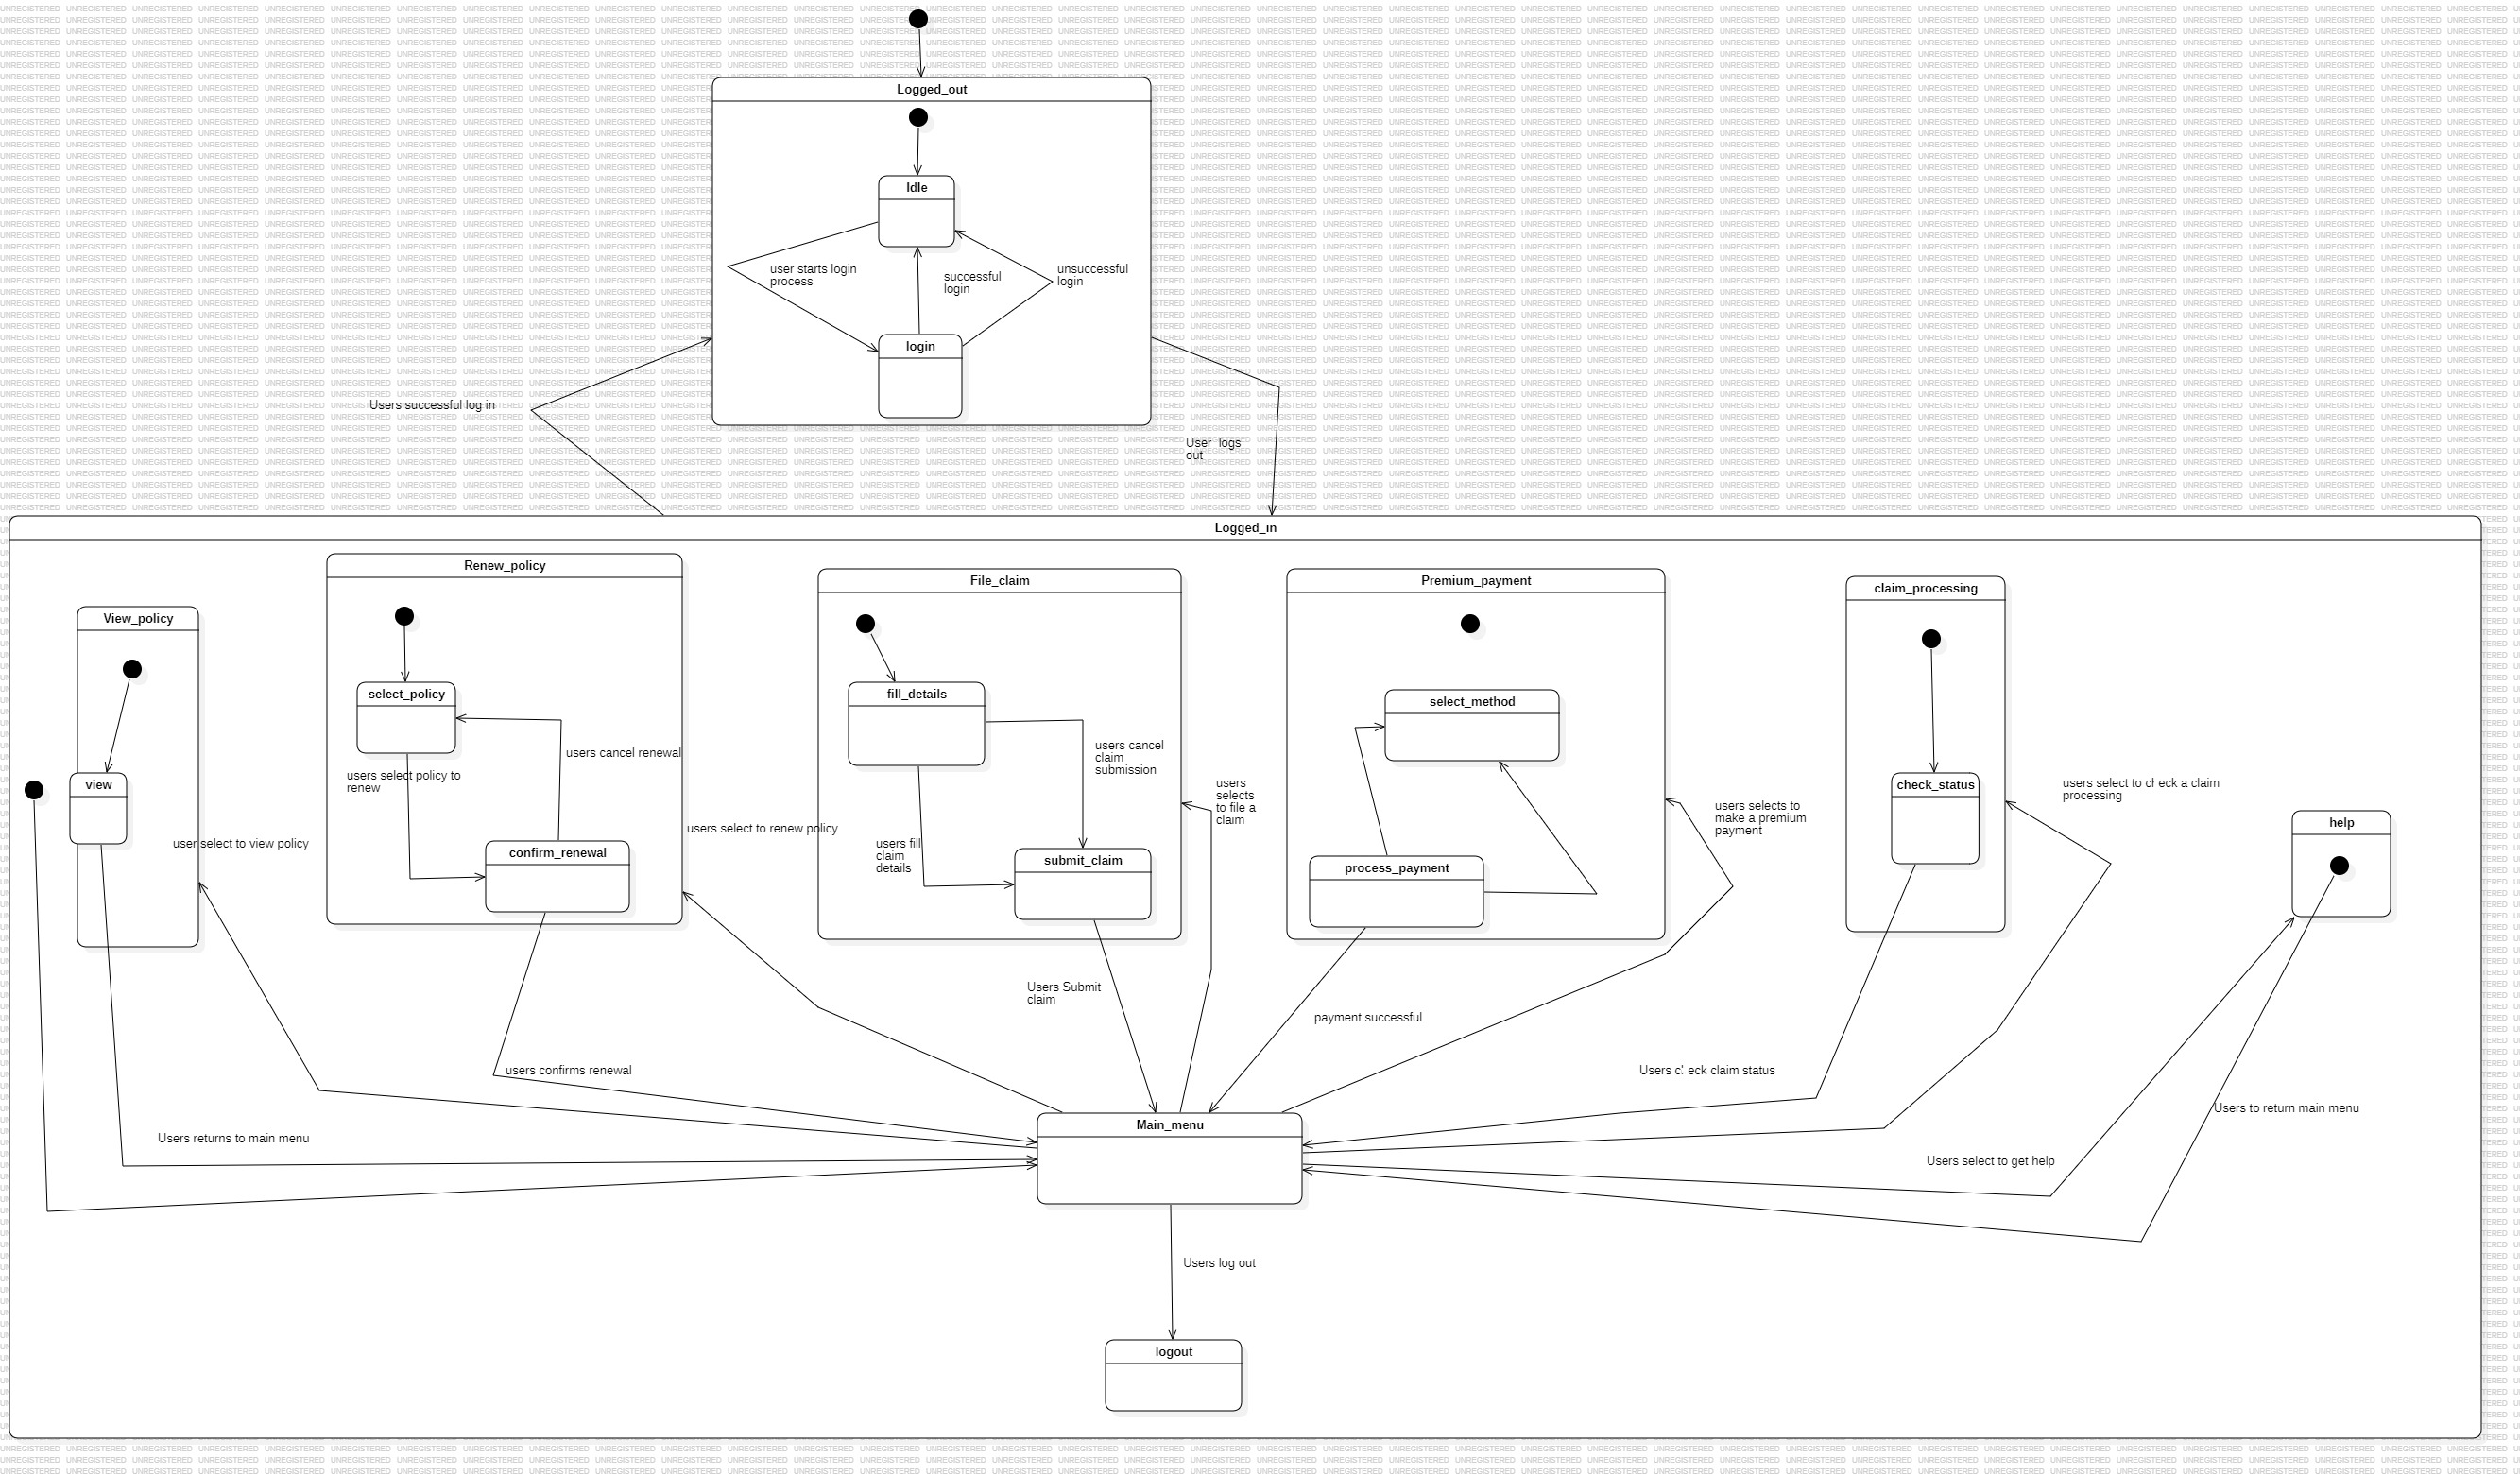 Logged_out
Idle
user starts login
process
successful
login
unsuccessful
login
login
Users successful log in
User logs
out
Logged_in
View_policy
view
user select to view policy
Users returns to main menu
Renew_policy
select_policy
users cancel renewal
users select policy to
renew
confirm_renewal
users select to renew policy
users confirms renewal
File_claim
fill_details
users cancel
claim
submission
users fill
claim
details
submit_claim
users
selects
to file a
claim
Users Submit
claim
Premium_payment
select_method
process_payment
users selects to
make a premium
payment
payment successful
claim_processing
check_status
users select to check a claim
processing
Users check claim status
help
Users to return main menu
Users select to get help
Main_menu
Users log out
logout
UNREGISTERED